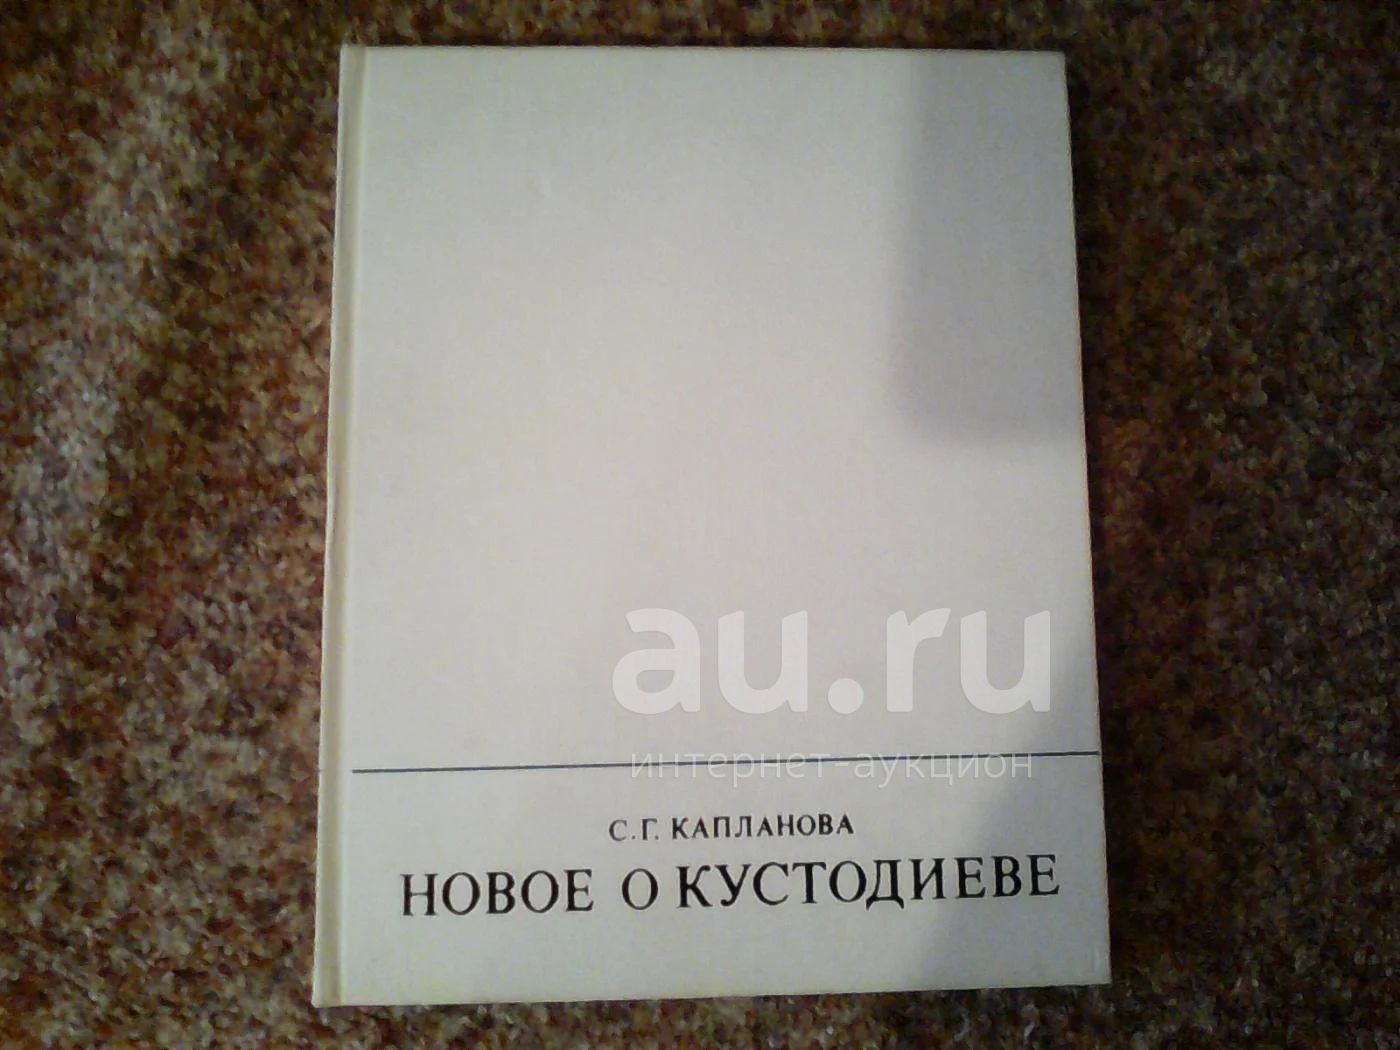 au.ru
интернет-аукцион
С.Г. КАПЛАНОВА
НОВОЕ О КУСТОДИЕВЕ